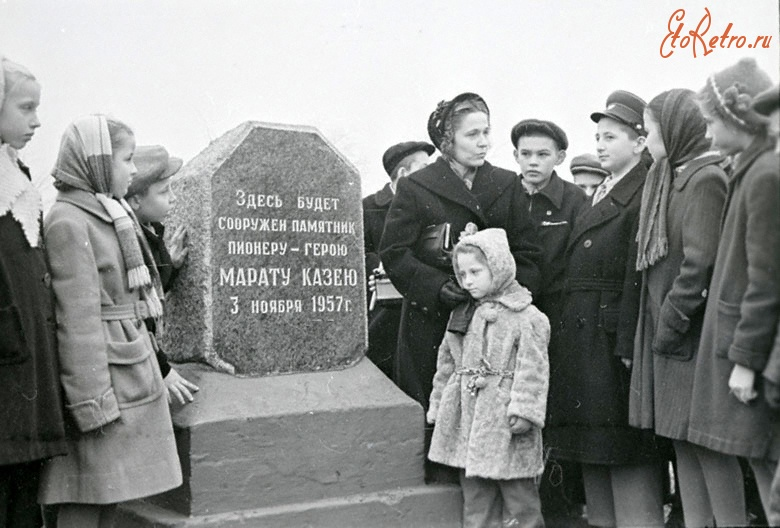 EtoRetro.ru
Здесь будет
сооружен памятник
пионеру – герою
Марату Казею
3 ноября 1957г.